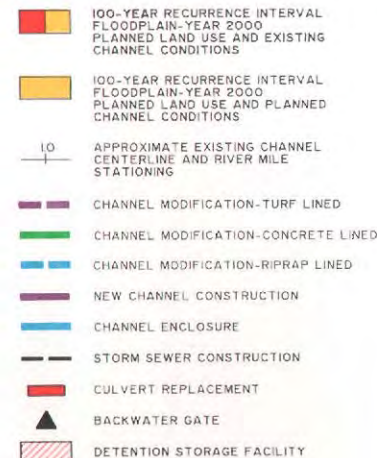 100-YEAR RECURRENCE INTERVAL
FLOODPLAIN-YEAR 2000
PLANNED LAND USE AND EXISTING
CHANNEL CONDITIONS
100-YEAR RECURRENCE INTERVAL
FLOODPLAIN-YEAR 2000
PLANNED LAND USE AND PLANNED
CHANNEL CONDITIONS
1.0
APPROXIMATE EXISTING CHANNEL
CENTERLINE AND RIVER MILE
STATIONING
CHANNEL MODIFICATION-TURF LINED
CHANNEL MODIFICATION-CONCRETE LINED
CHANNEL MODIFICATION-RIPRAP LINED
NEW CHANNEL CONSTRUCTION
CHANNEL ENCLOSURE
STORM SEWER CONSTRUCTION
CULVERT REPLACEMENT
BACKWATER GATE
DETENTION STORAGE FACILITY